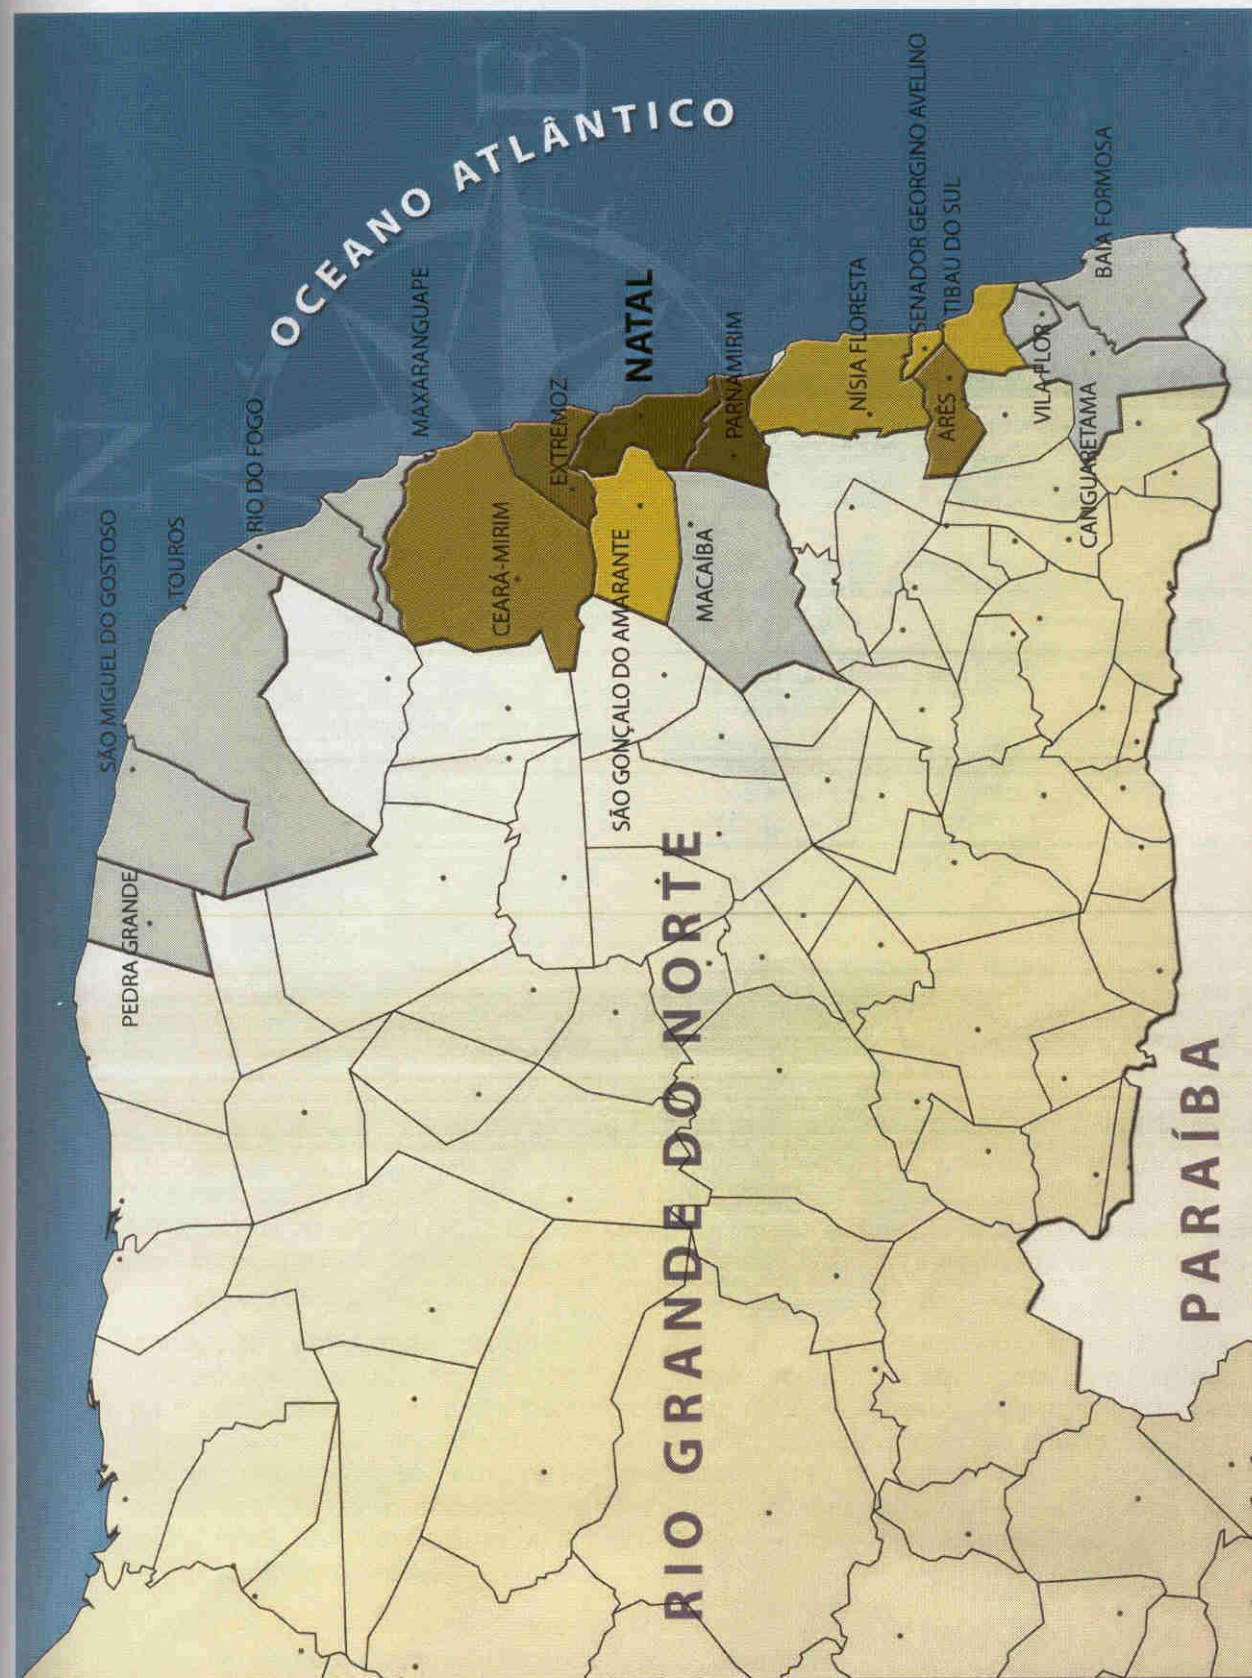 N
E
OCEANO ATLÂNTICO
SÃO MIGUEL DO GOSTOSO
TOUROS
RIO DO FOGO
MAXARANGUAPE
PEDRA GRANDE
CEARÁ-MIRIM
EXTREMOZ
NATAL
SÃO GONÇALO DO AMARANTE
MACAÍBA
PARNAMIRIM
NÍSIA FLORESTA
SENADOR GEORGINO AVELINO
TIBAU DO SUL
ARÊS
VILA FLOR
CANGUARETAMA
BAIA FORMOSA
RIO GRANDE DO NORTE
PARAÍBA